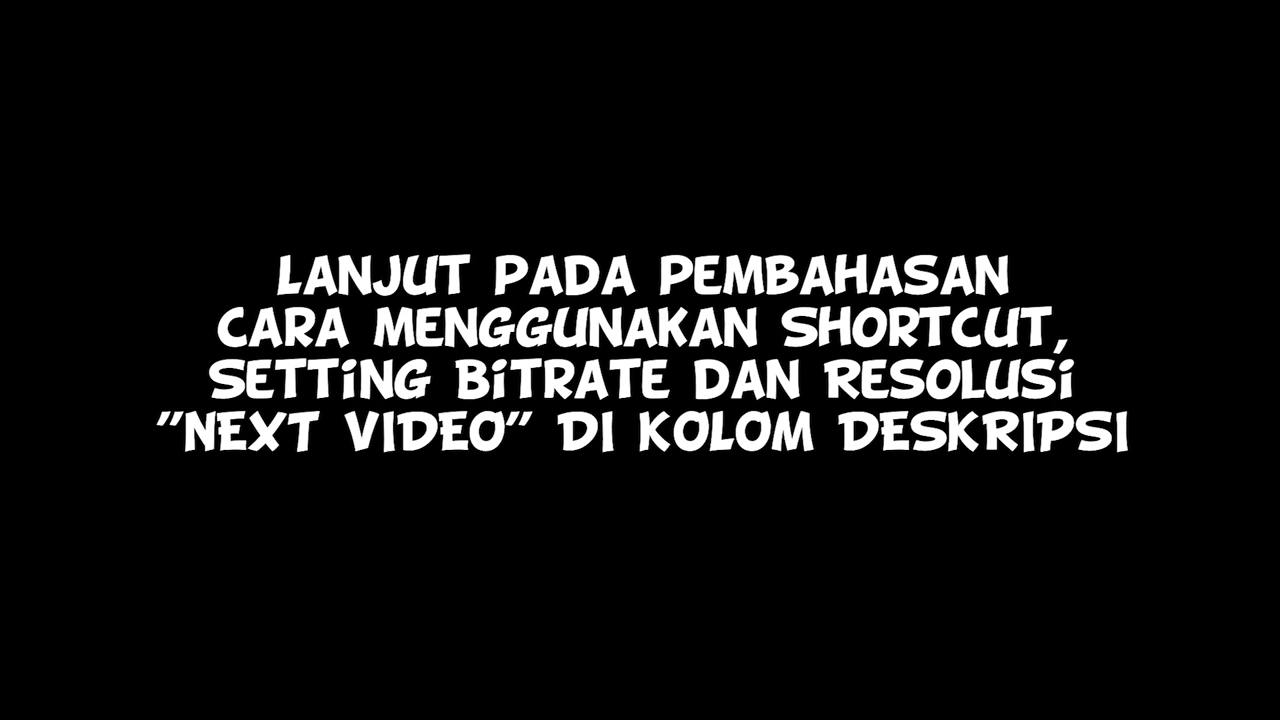 LANJUT PADA PEMBAHASAN
CARA MENGGUNAKAN SHORTCUT,
SETTING BITRATE DAN RESOLUSI
"NEXT VIDEO" DI KOLOM DESKRIPSI